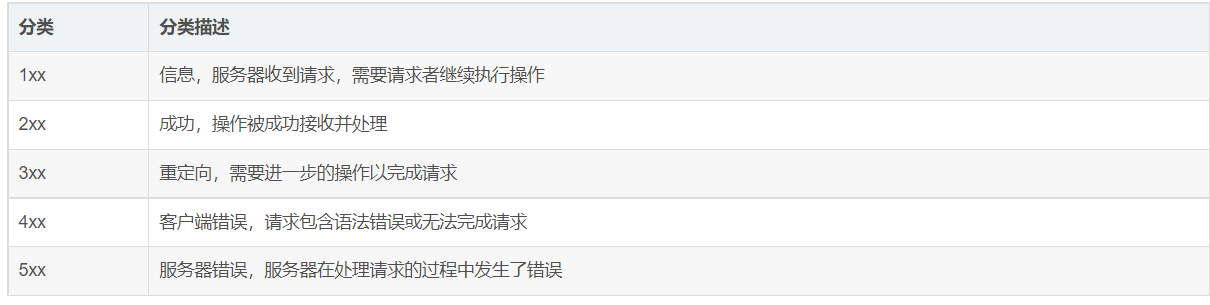 分类 分类描述
1xx 信息，服务器收到请求，需要请求者继续执行操作
2xx 成功，操作被成功接收并处理
3xx 重定向，需要进一步的操作以完成请求
4xx 客户端错误，请求包含语法错误或无法完成请求
5xx 服务器错误，服务器在处理请求的过程中发生了错误